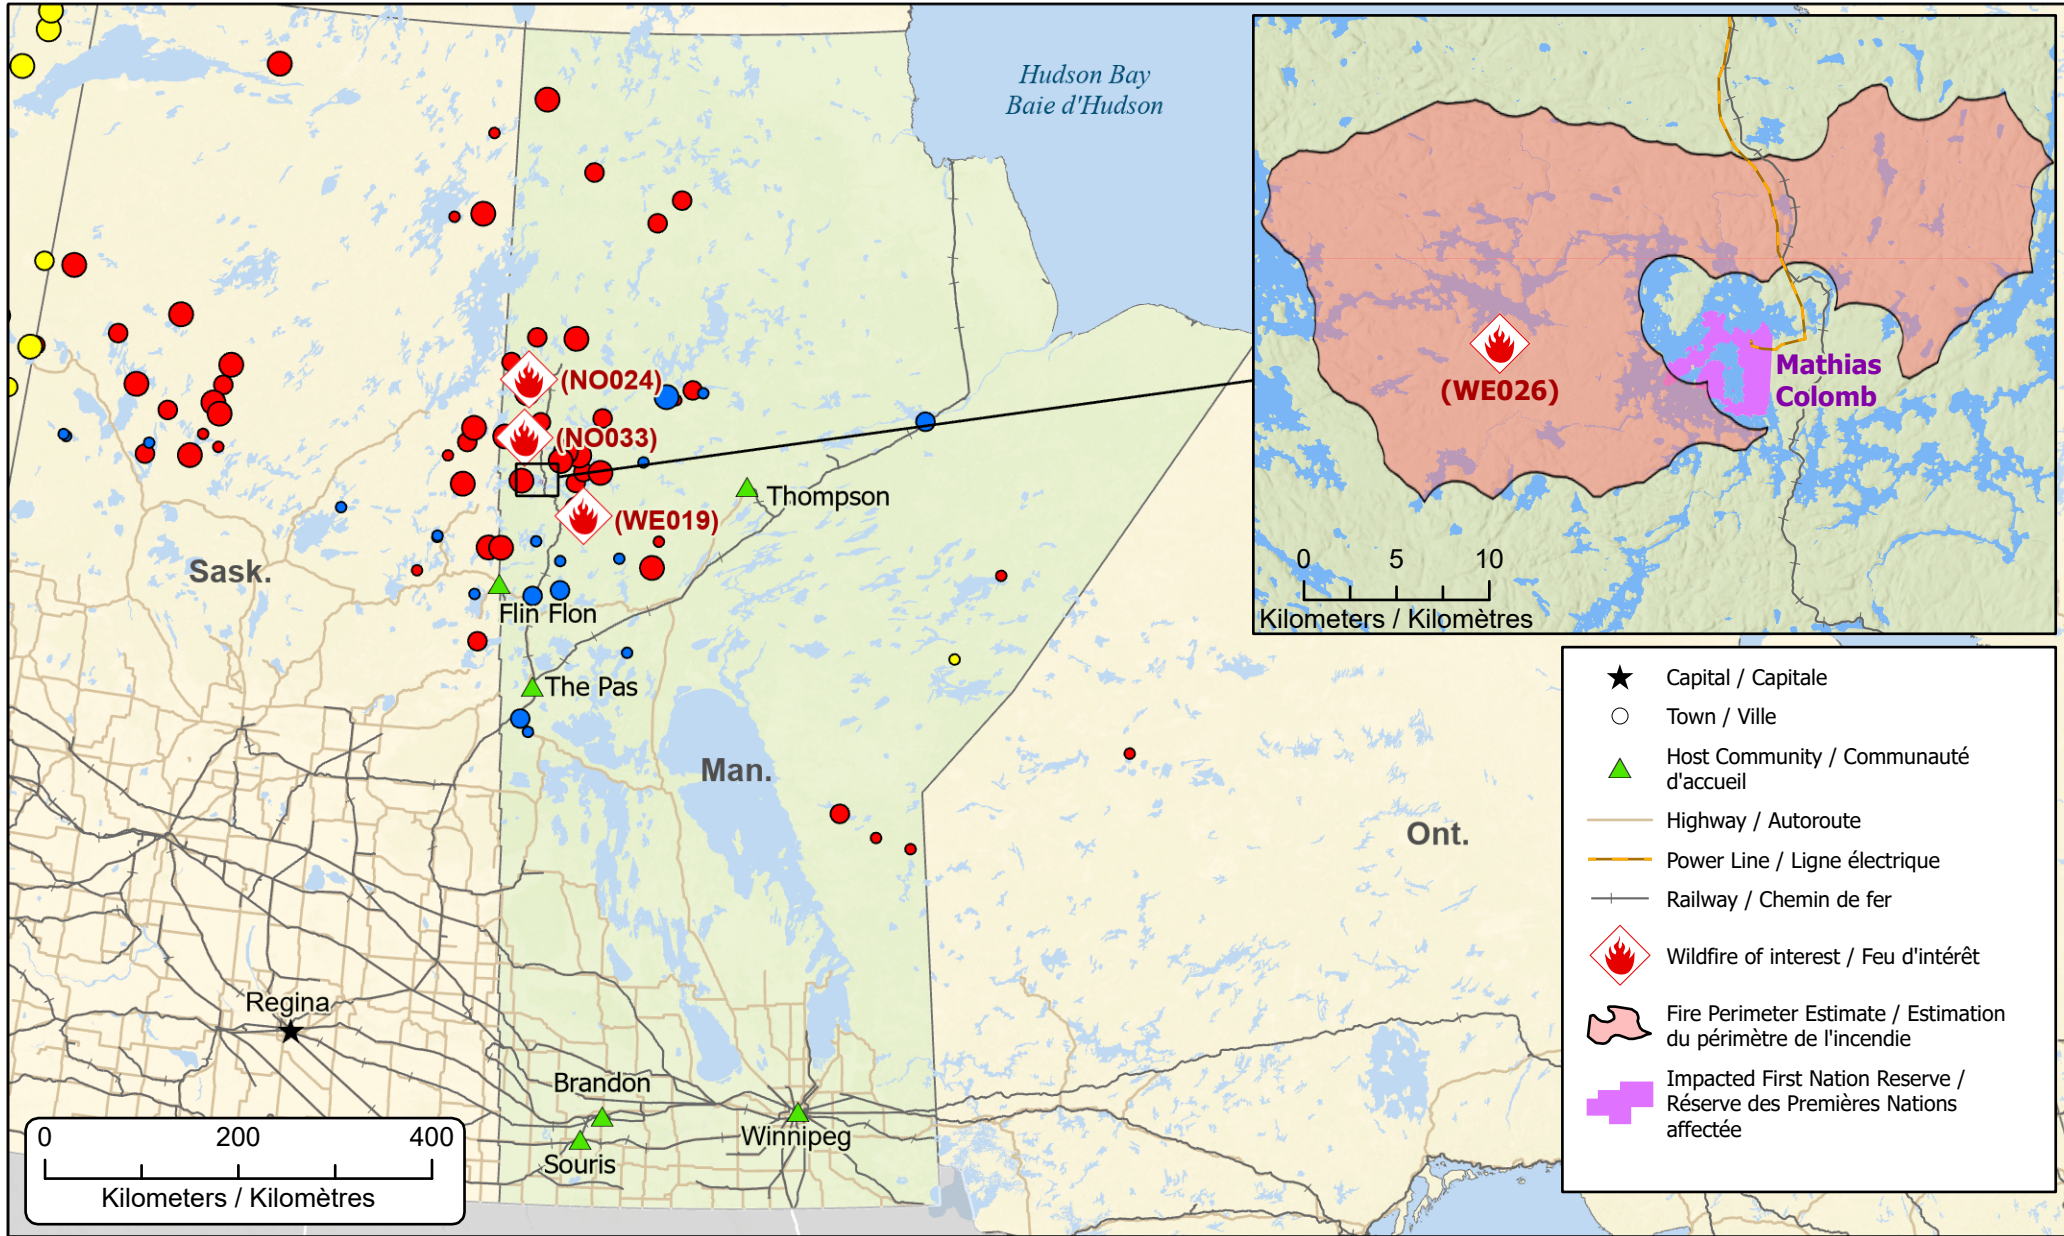 Hudson Bay
Baie d'Hudson
(NO024)
(NO033)
(WE019)
Thompson
Sask.
Flin Flon
The Pas
Man.
Ont.
Regina
Brandon
Winnipeg
Souris
0 200 400
Kilometers / Kilomètres
(WE026)
Mathias
Colomb
0 5 10
Kilometers / Kilomètres
Capital / Capitale
Town / Ville
Host Community / Communauté
d'accueil
Highway / Autoroute
Power Line / Ligne électrique
Railway / Chemin de fer
Wildfire of interest / Feu d'intérêt
Fire Perimeter Estimate / Estimation
du périmètre de l'incendie
Impacted First Nation Reserve /
Réserve des Premières Nations
affectée